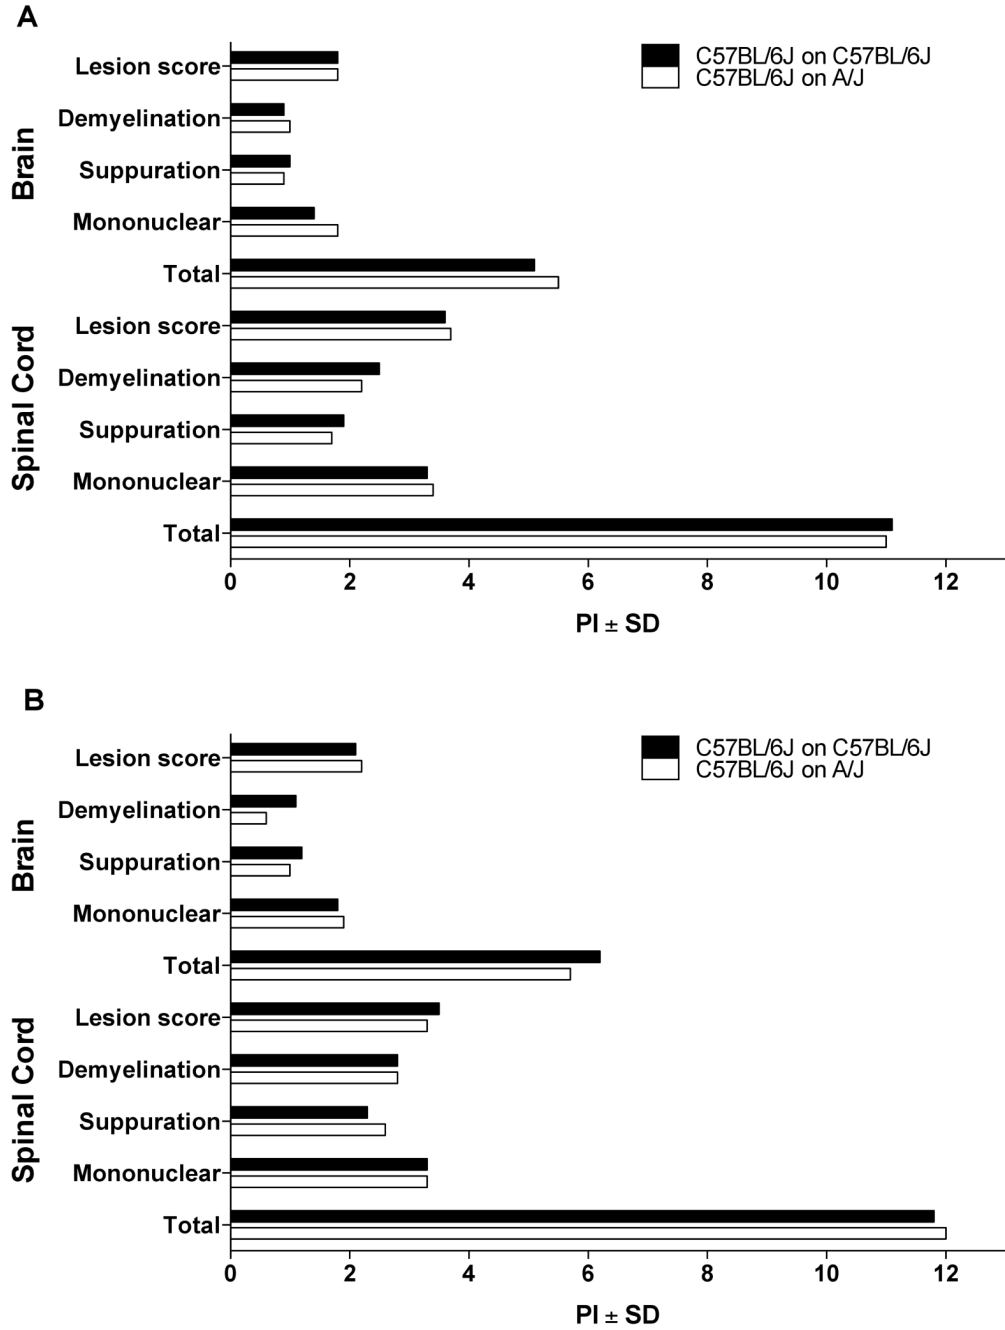 A
C57BL/6J on C57BL/6J
C57BL/6J on A/J
Brain
Lesion score
Demyelination
Suppuration
Mononuclear
Total
Spinal Cord
Lesion score
Demyelination
Suppuration
Mononuclear
Total
0 2 4 6 8 10 12
PI ± SD
B
C57BL/6J on C57BL/6J
C57BL/6J on A/J
Brain
Lesion score
Demyelination
Suppuration
Mononuclear
Total
Spinal Cord
Lesion score
Demyelination
Suppuration
Mononuclear
Total
0 2 4 6 8 10 12
PI ± SD